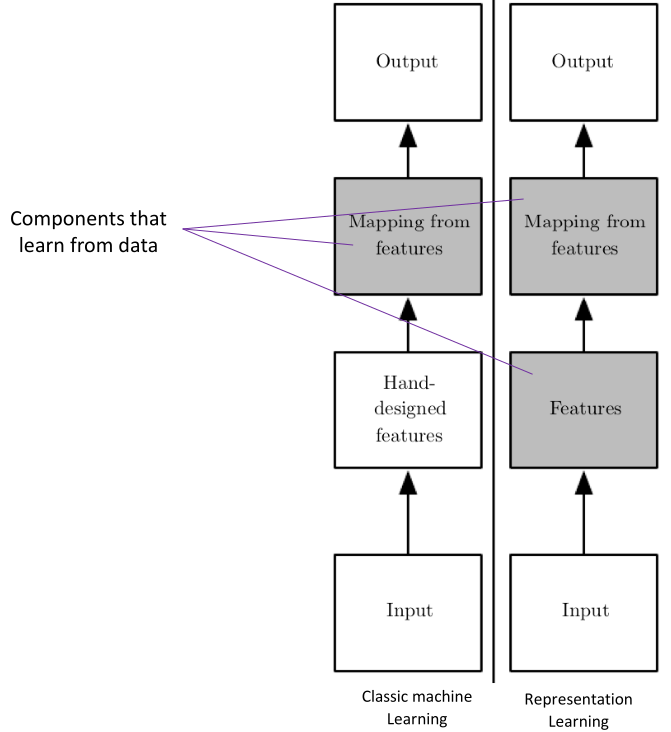 Output
Output
Components that
learn from data
Mapping from
features
Mapping from
features
Hand-
designed
features
Features
Input
Input
Classic machine
Learning
Representation
Learning